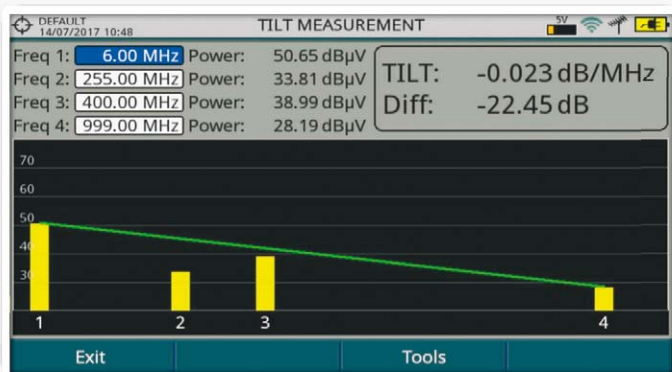 DEFAULT
14/07/2017 10:48
TILT MEASUREMENT
5V
Freq 1: 6.00 MHz Power: 50.65 dBµV
Freq 2: 255.00 MHz Power: 33.81 dBµV
Freq 3: 400.00 MHz Power: 38.99 dBµV
Freq 4: 999.00 MHz Power: 28.19 dBµV
TILT: -0.023 dB/MHz
Diff: -22.45 dB
70
60
50
40
30
1 2 3 4
Exit Tools